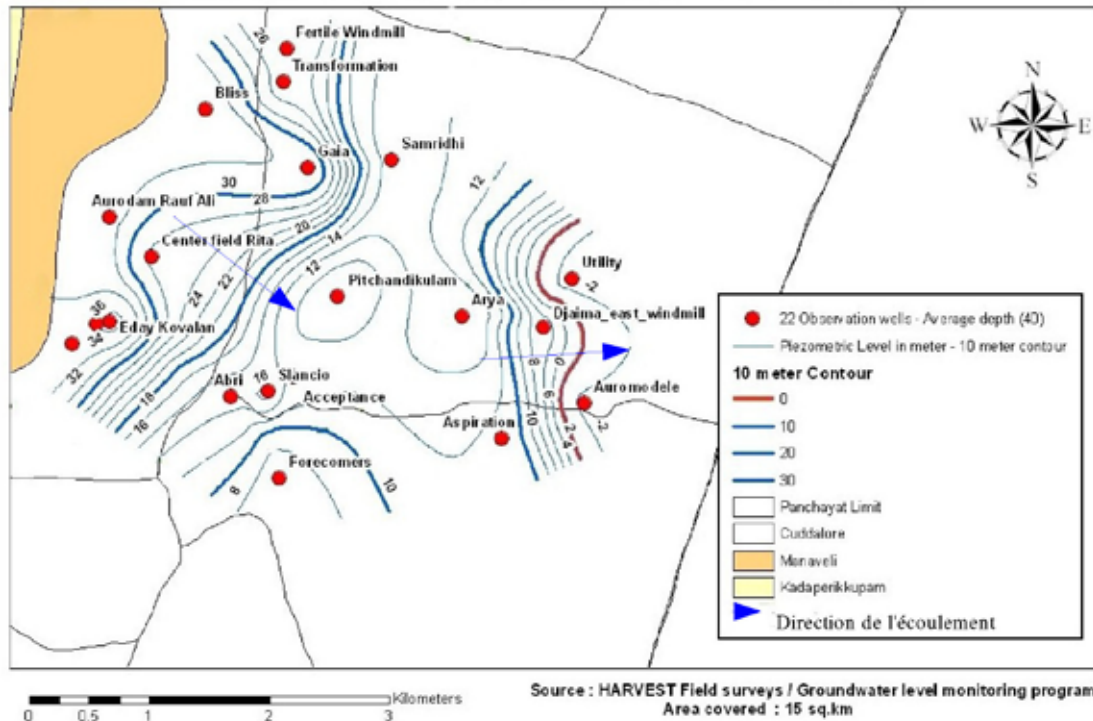 Fertile Windmill
26
Transformation
Bliss
Gaia
Samridhi
30
28
12
Aurodam Rauf Ali
20
14
Centerfield Rita
12
Utility
22
24
-2
Pitchandikulam
Arya
36
Eday Kovalan
Djaima_east_windmill
34
8
0
32
16
Slancio
6
18
Abri
Acceptance
Auromodele
16
Aspiration
10
2
-2
4
Forecomers
8
10
N
W
E
S
22 Observation wells - Average depth (40)
Piezometric Level in meter - 10 meter contour
10 meter Contour
0
10
20
30
Panchayat Limit
Cuddalore
Manaveli
Kadaperikkupam
Direction de l'écoulement
Kilometers
0 0.5 1 2 3
Source : HARVEST Field surveys / Groundwater level monitoring program
Area covered : 15 sq.km